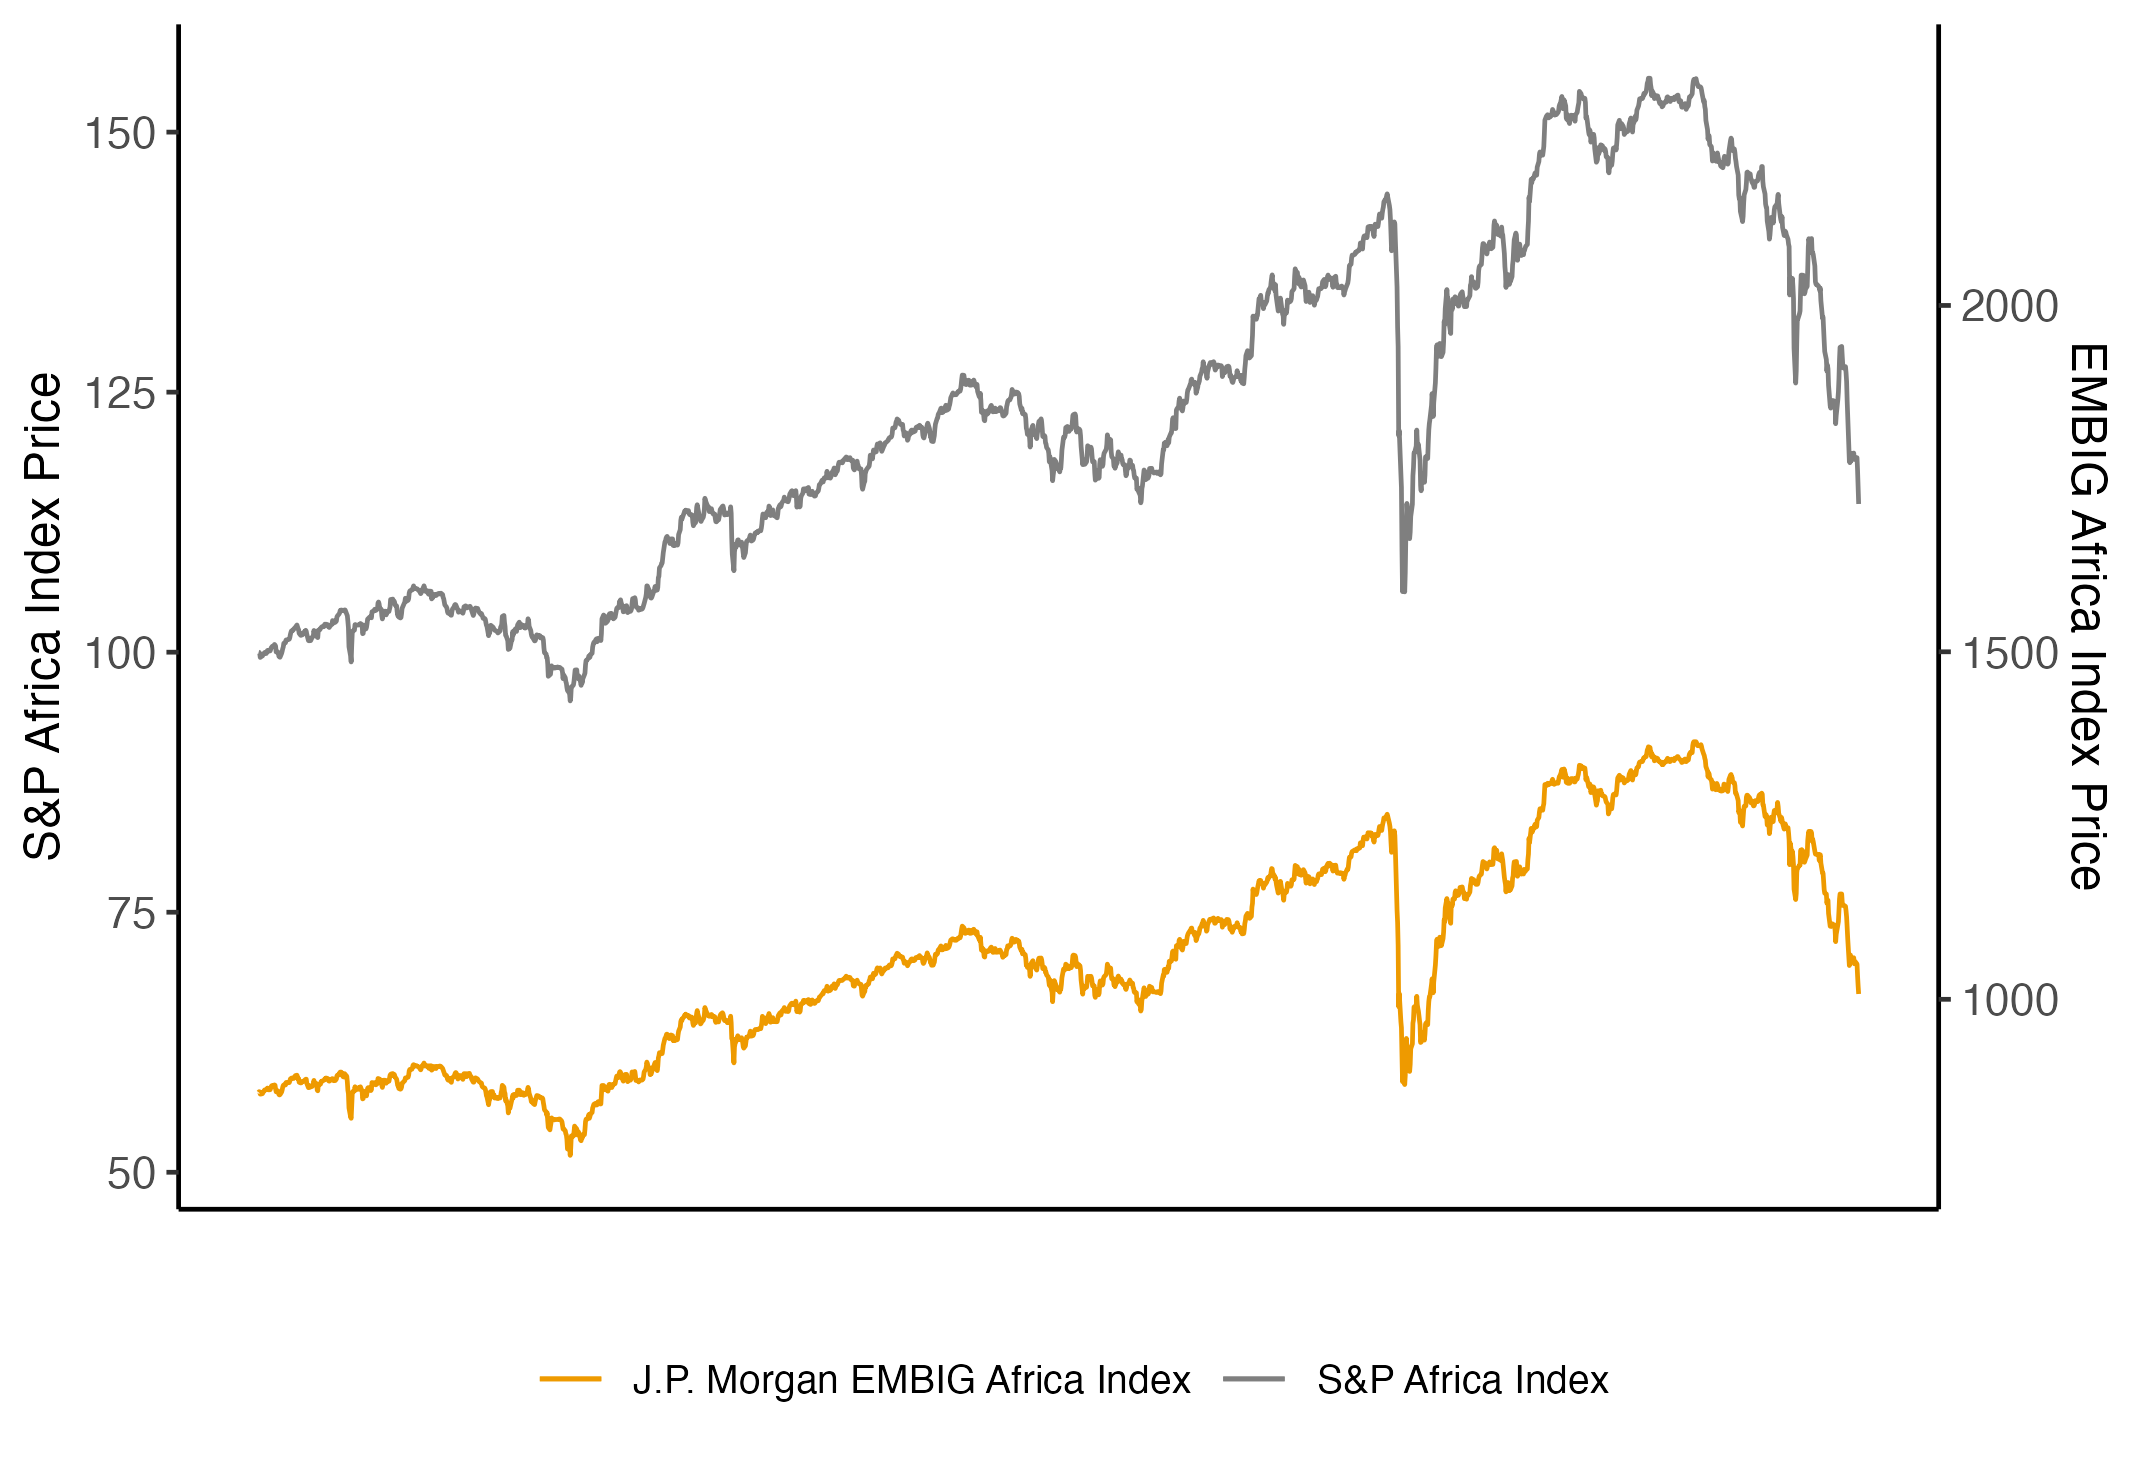 S&P Africa Index Price
150
125
100
75
50
2000
1500
1000
EMBIG Africa Index Price
J.P. Morgan EMBIG Africa Index
S&P Africa Index